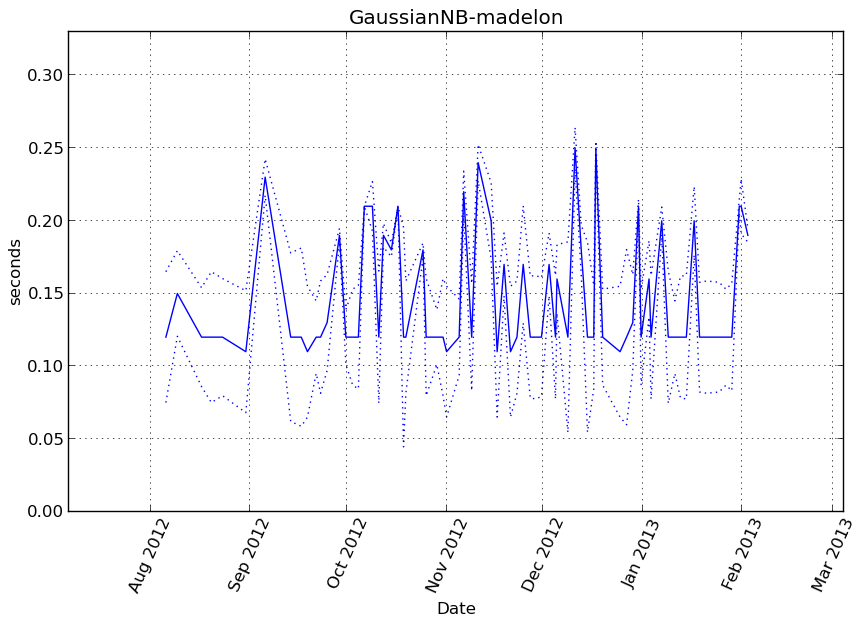 GaussianNB-madelon
0.30
0.25
0.20
0.15
0.10
0.05
0.00
seconds
Aug 2012
Sep 2012
Oct 2012
Nov 2012
Dec 2012
Jan 2013
Feb 2013
Mar 2013
Date